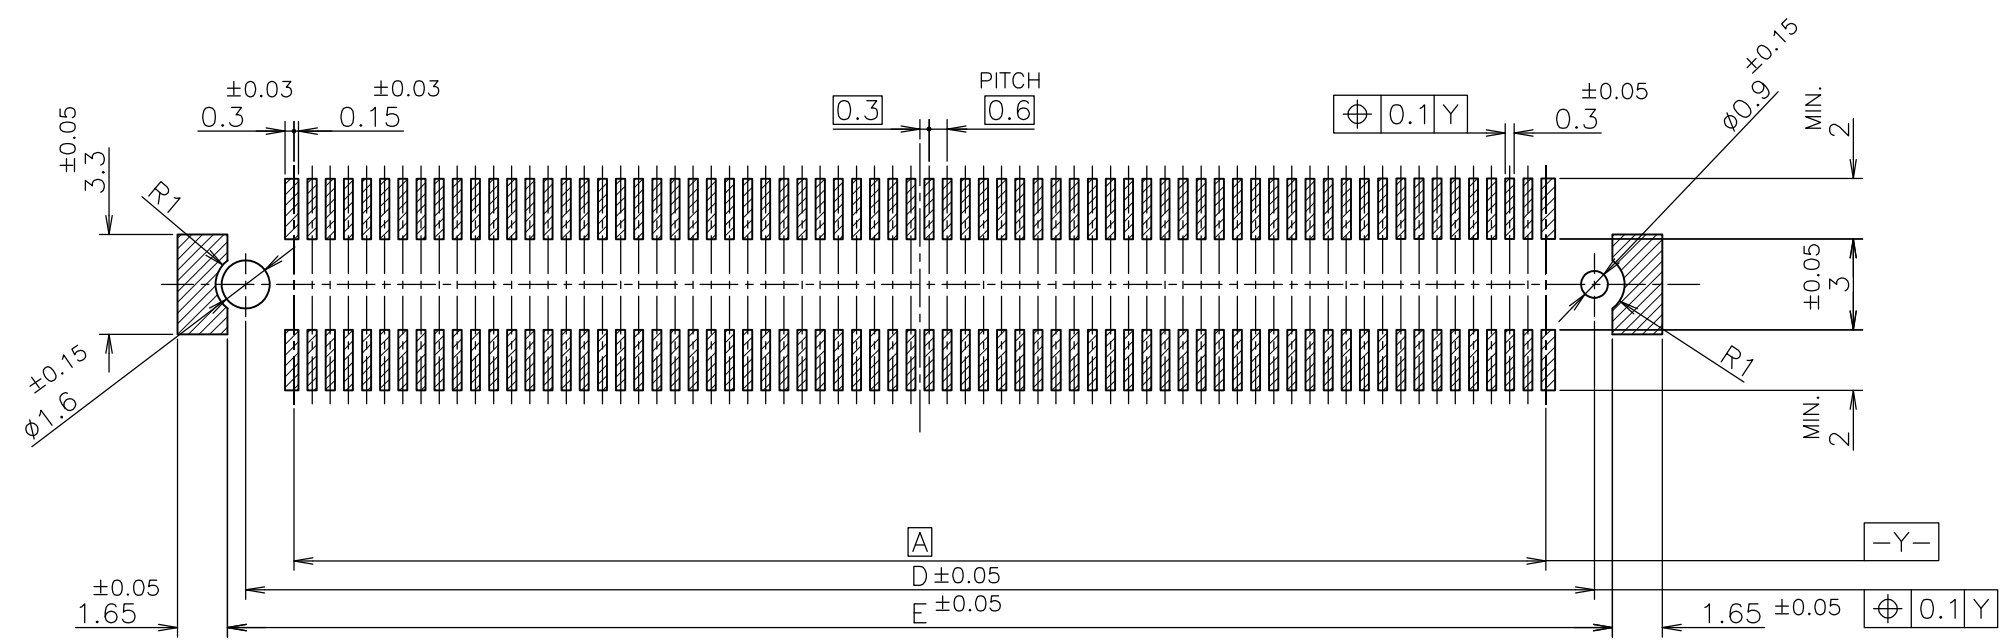 ±0.03
0.3
±0.03
0.15
PITCH
0.3
0.6
⌖ 0.1 Y
±0.05
0.3
ø0.9 ±0.15
MIN.
2
±0.05
3.3
R1
±0.05
3
±0.15
ø1.6
R1
MIN.
2
A
-Y-
D±0.05
±0.05
1.65
E ±0.05
1.65 ±0.05
⌖ 0.1 Y